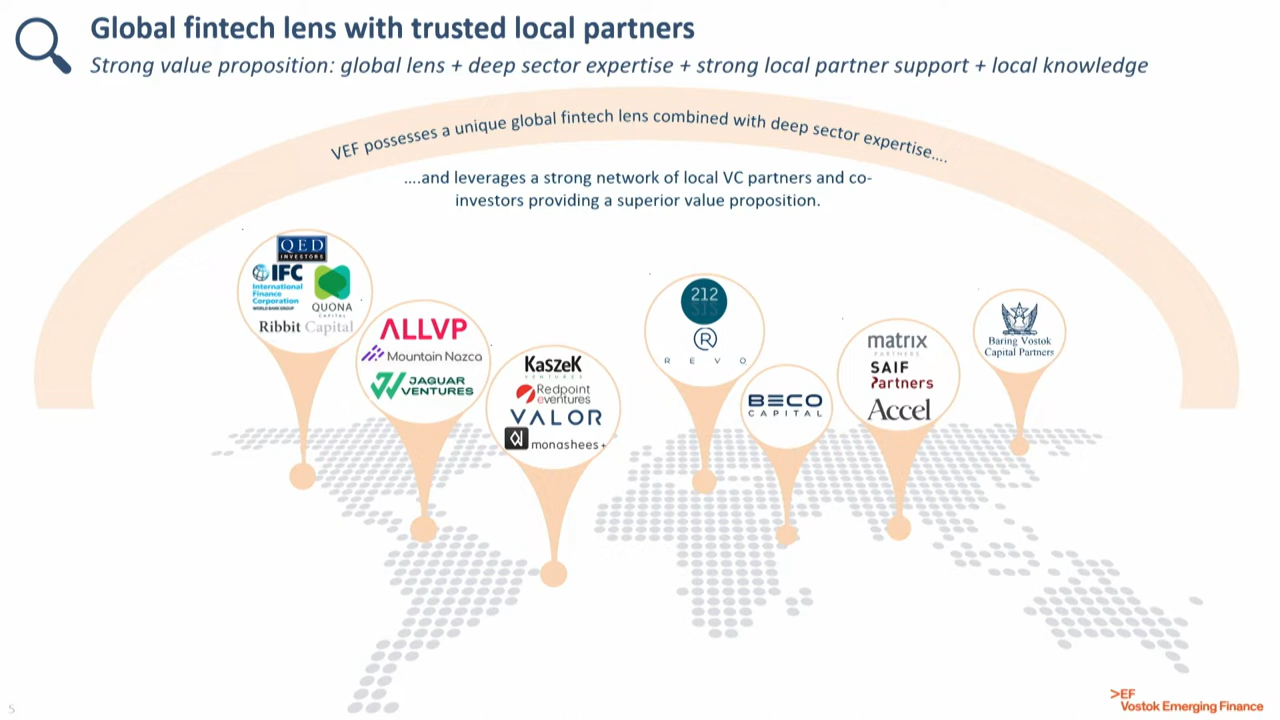 Global fintech lens with trusted local partners
Strong value proposition: global lens + deep sector expertise + strong local partner support + local knowledge
VEF possesses a unique global fintech lens combined with deep sector expertise....
....and leverages a strong network of local VC partners and co-
investors providing a superior value proposition.
QED
INVESTORS
IFC
International
Finance
Corporation
WORLD BANK GROUP
QUONA
CAPITAL
Ribbit Capital
ALLVP
Mountain Nazca
JAGUAR
VENTURES
KaszeK
VENTURES
Redpoint
eventures
VALOR
monashees+
212
R
REVO
BECO
CAPITAL
matrix
PARTNERS
SAIF
Partners
Accel
Baring Vostok
Capital Partners
5
>EF
Vostok Emerging Finance